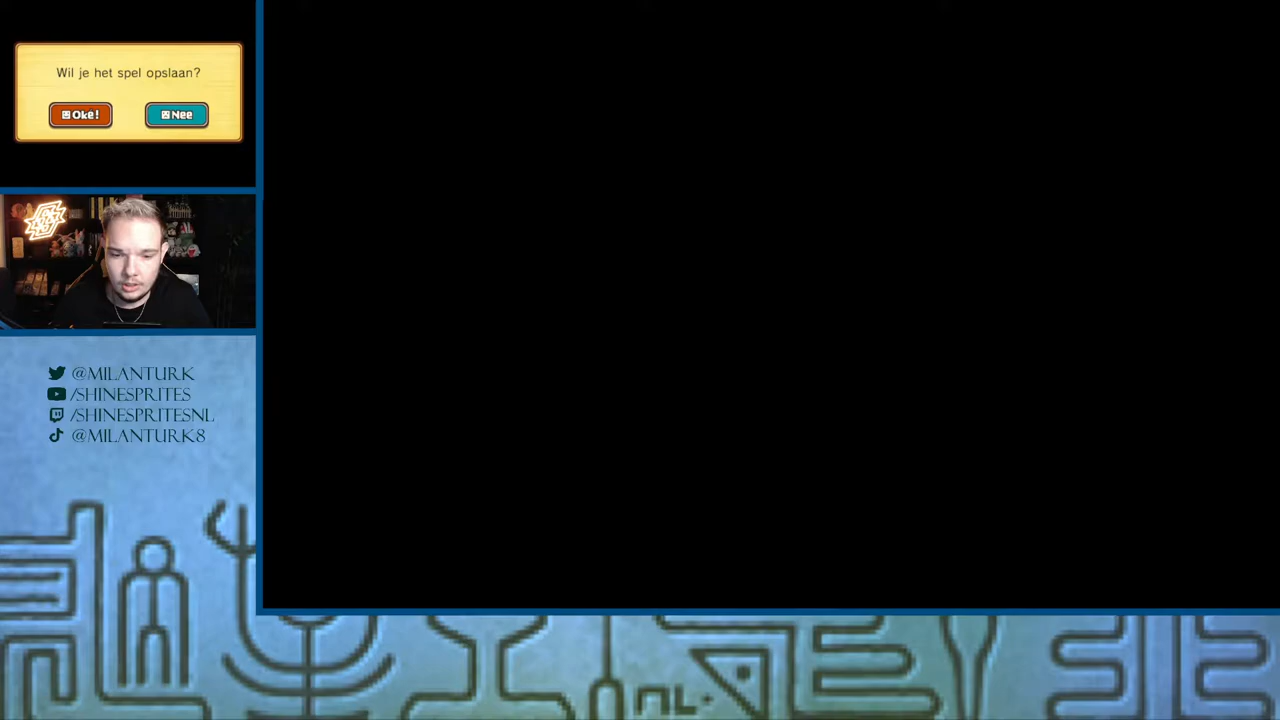 Wil je het spel opslaan?
Oke!
Nee
@MILANTURK
/SHINESPRITES
/SHINESPRITESNL
@MILANTURK8